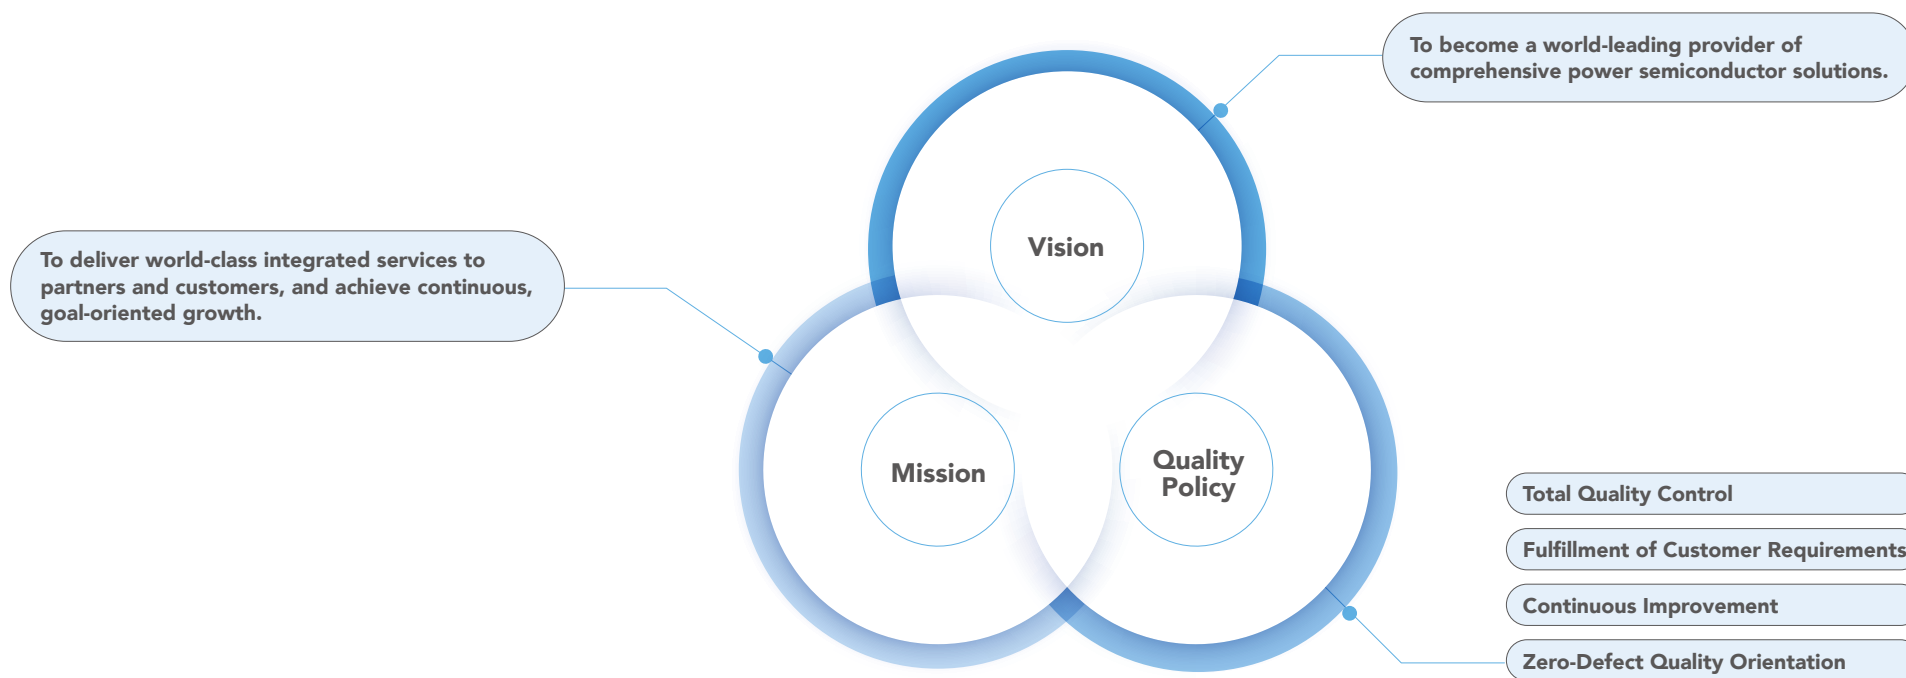 To become a world-leading provider of
comprehensive power semiconductor solutions.
Vision
To deliver world-class integrated services to
partners and customers, and achieve continuous,
goal-oriented growth.
Mission
Quality
Policy
Total Quality Control
Fulfillment of Customer Requirements
Continuous Improvement
Zero-Defect Quality Orientation